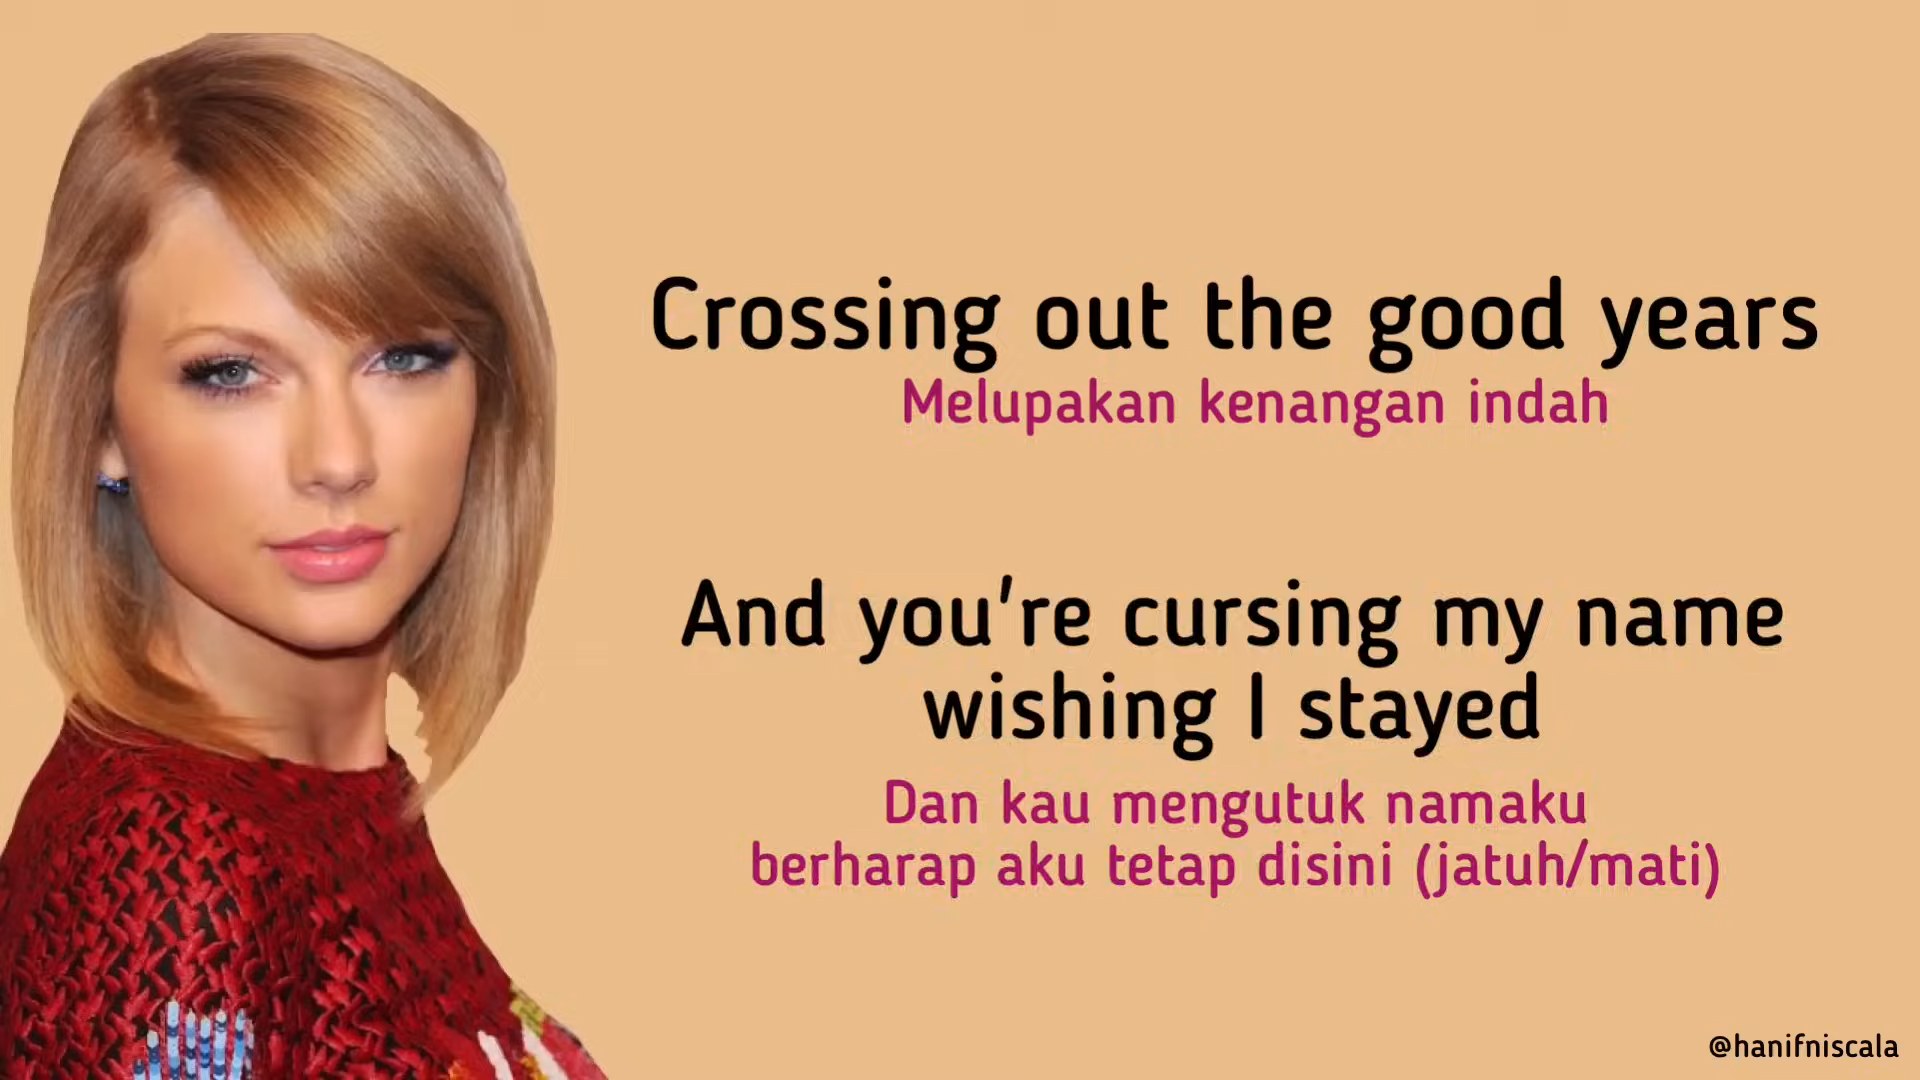 Crossing out the good years
Melupakan kenangan indah
And you're cursing my name
wishing I stayed
Dan kau mengutuk namaku
berharap aku tetap disini (jatuh/mati)
@hanifniscala